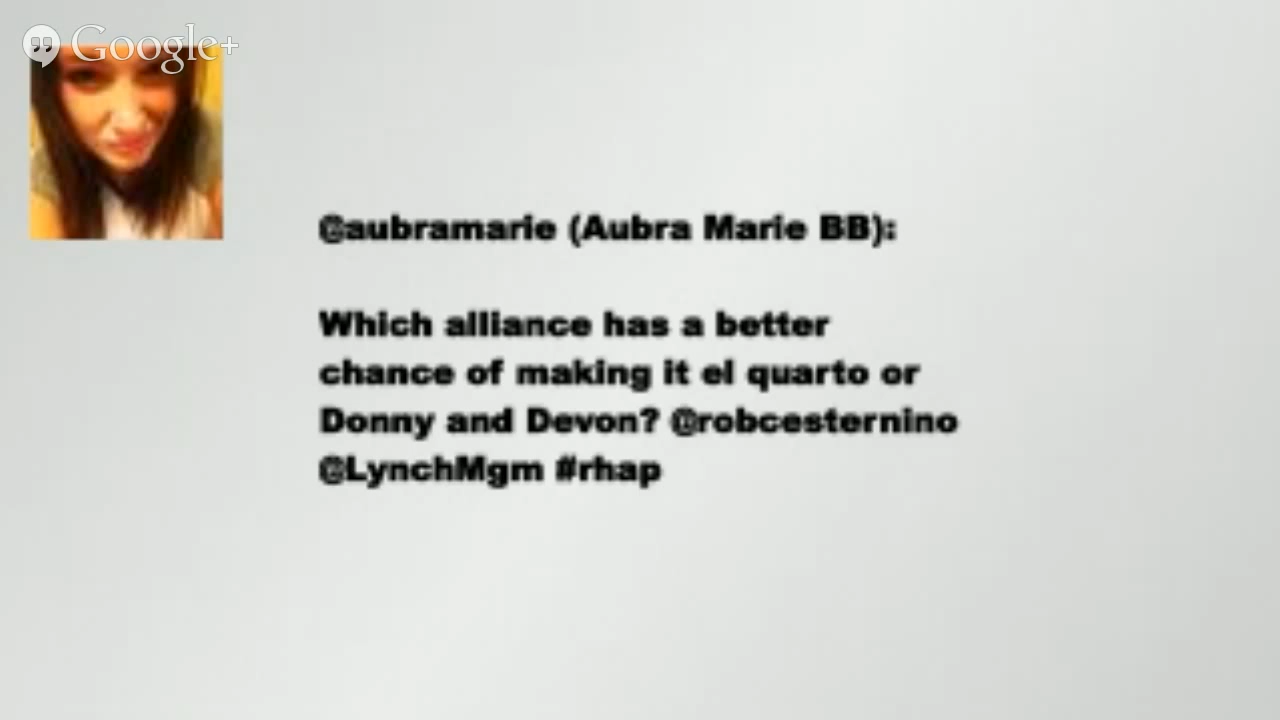 Google+
@aubramarie (Aubra Marie BB):
Which alliance has a better
chance of making it el quarto or
Donny and Devon? @robcesternino
@LynchMgm #rhap